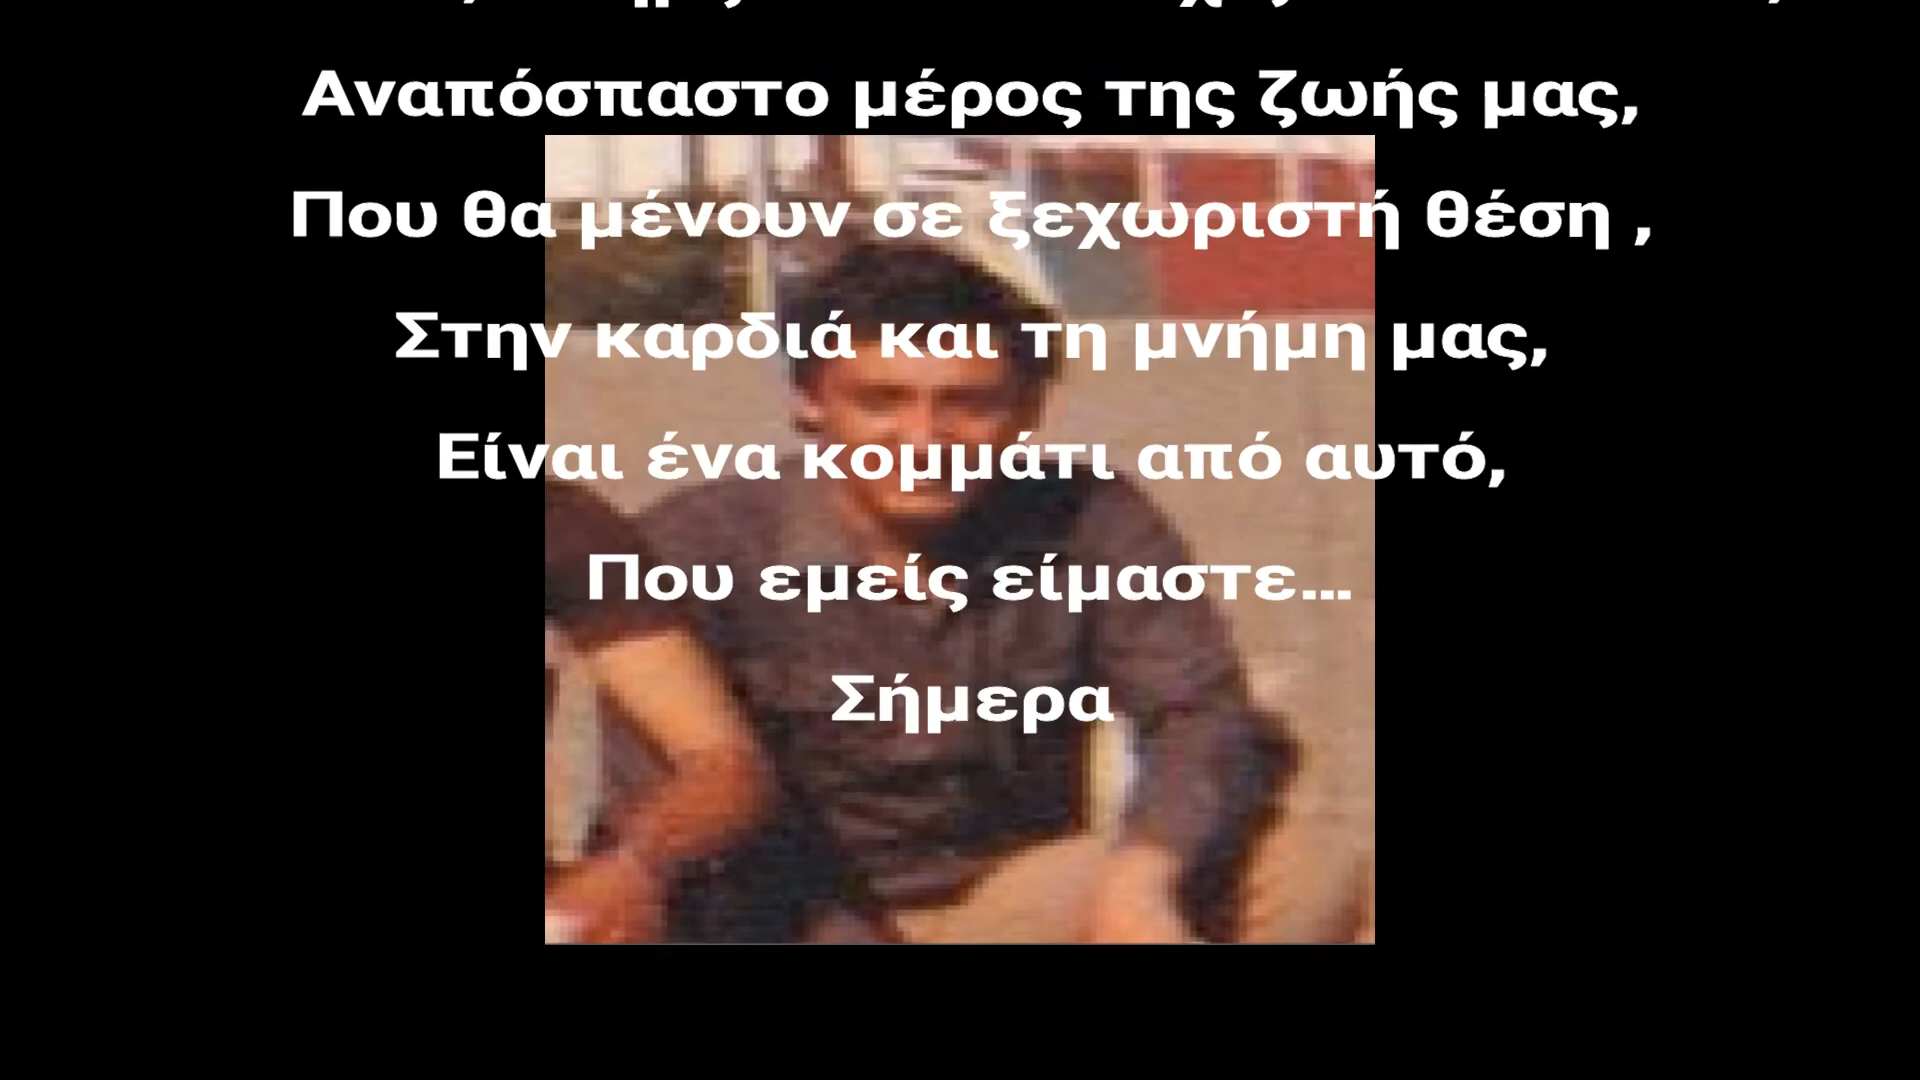 Αναπόσπαστο μέρος της ζωής μας,
Που θα μένουν σε ξεχωριστή θέση ,
Στην καρδιά και τη μνήμη μας,
Είναι ένα κομμάτι από αυτό,
Που εμείς είμαστε...
Σήμερα